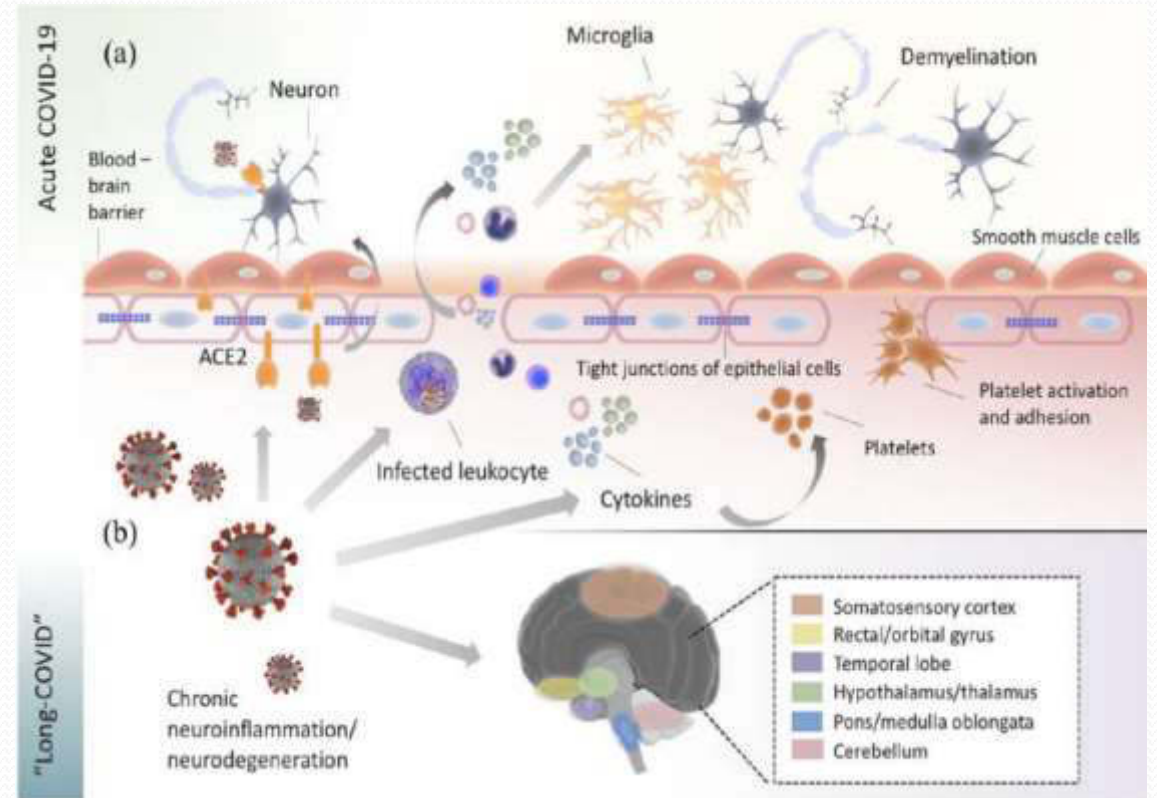 Acute COVID-19
(a)
Microglia
Demyelination
Neuron
Blood –
brain
barrier
Smooth muscle cells
ACE2
Tight junctions of epithelial cells
Platelet activation
and adhesion
Infected leukocyte
Platelets
Cytokines
(b)
"Long-COVID"
Chronic
neuroinflammation/
neurodegeneration
Somatosensory cortex
Rectal/orbital gyrus
Temporal lobe
Hypothalamus/thalamus
Pons/medulla oblongata
Cerebellum